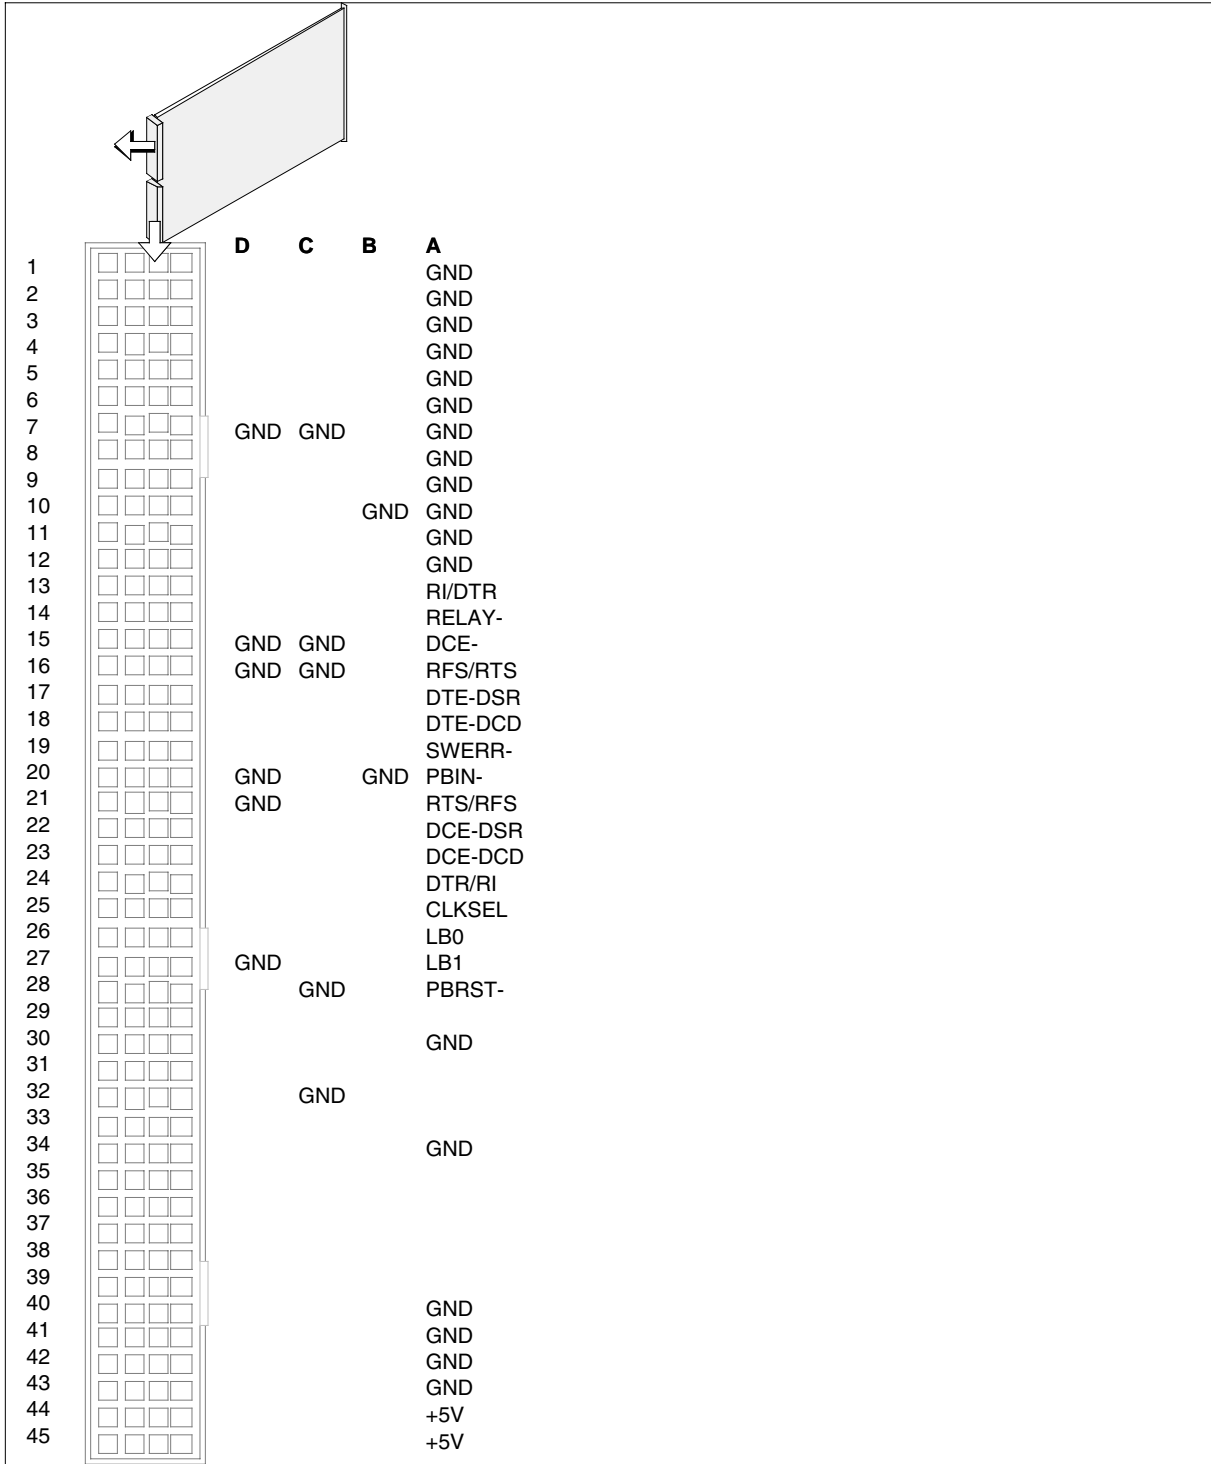 D C B A
1 GND
2 GND
3 GND
4 GND
5 GND
6 GND
7 GND GND GND
8 GND
9 GND
10 GND GND
11 GND
12 GND
13 RI/DTR
14 RELAY-
15 GND GND DCE-
16 GND GND RFS/RTS
17 DTE-DSR
18 DTE-DCD
19 SWERR-
20 GND GND PBIN-
21 GND RTS/RFS
22 DCE-DSR
23 DCE-DCD
24 DTR/RI
25 CLKSEL
26 LB0
27 GND LB1
28 GND PBRST-
29
30 GND
31
32 GND
33
34 GND
35
36
37
38
39
40 GND
41 GND
42 GND
43 GND
44 +5V
45 +5V